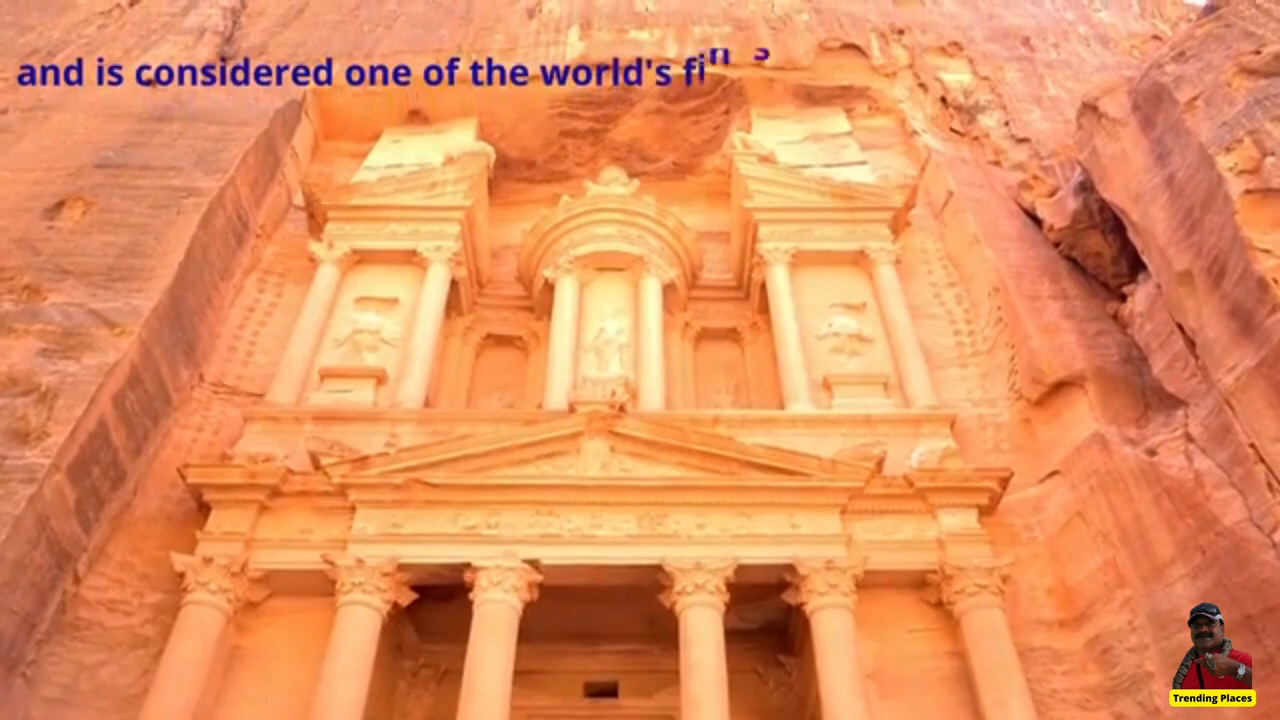 and is considered one of the world's
Trending Places